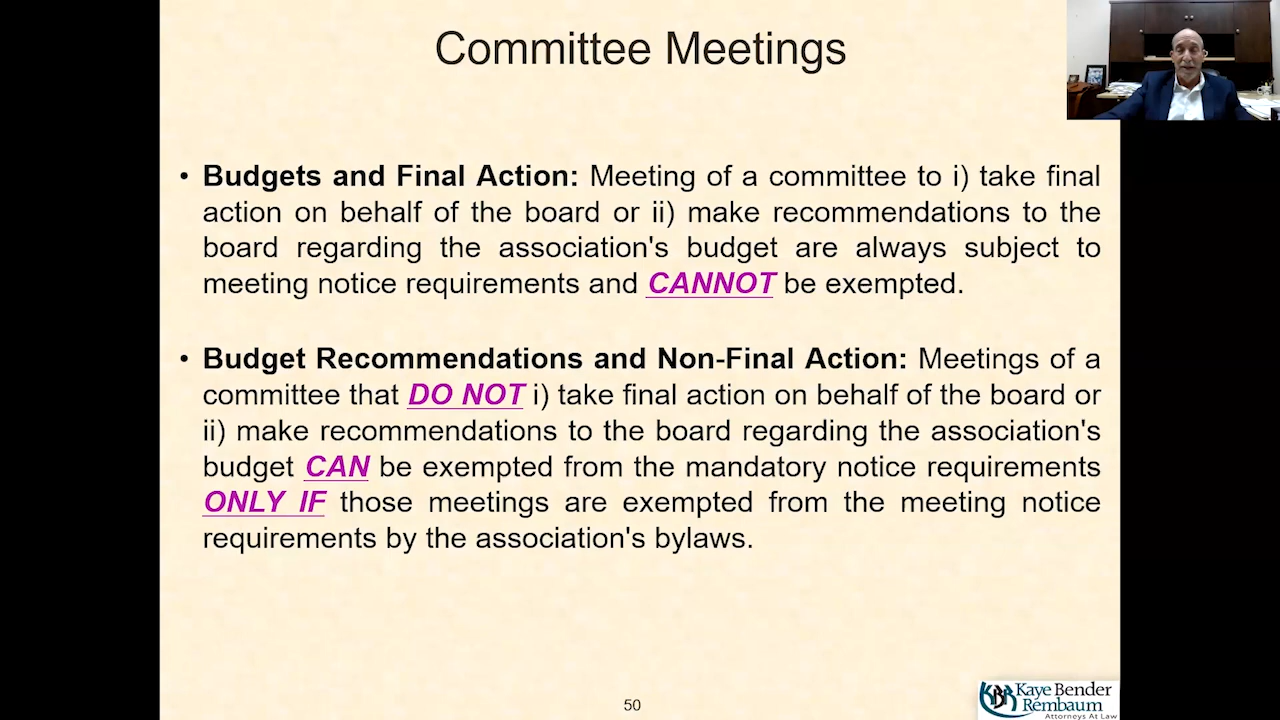 Committee Meetings
• Budgets and Final Action: Meeting of a committee to i) take final
action on behalf of the board or ii) make recommendations to the
board regarding the association's budget are always subject to
meeting notice requirements and CANNOT be exempted.
• Budget Recommendations and Non-Final Action: Meetings of a
committee that DO NOT i) take final action on behalf of the board or
ii) make recommendations to the board regarding the association's
budget CAN be exempted from the mandatory notice requirements
ONLY IF those meetings are exempted from the meeting notice
requirements by the association's bylaws.
50
KBR Kaye Bender
Rembaum
Attorneys At Law